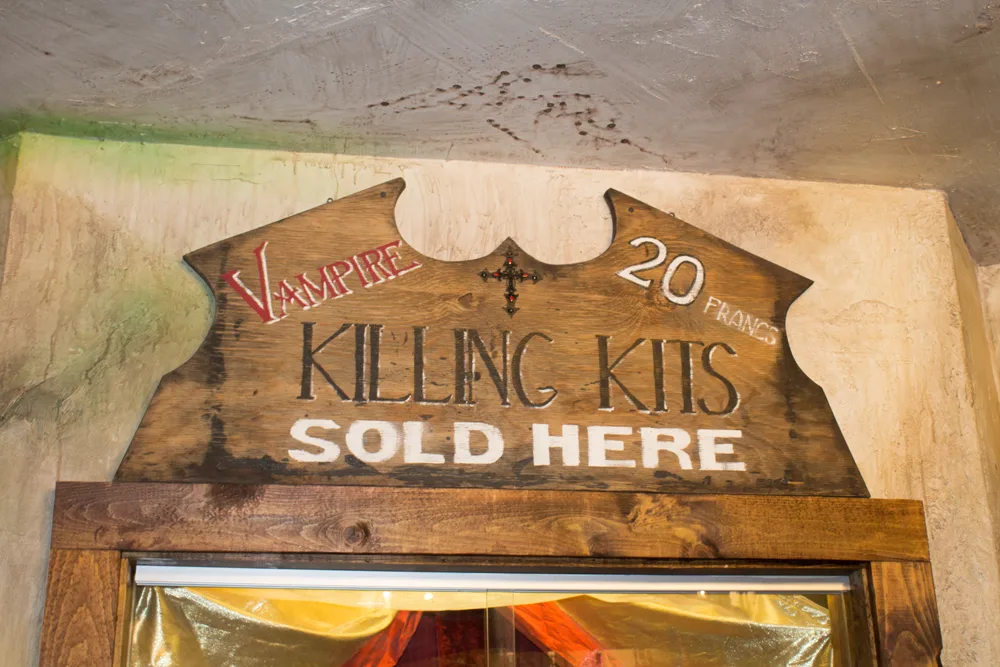 VAMPIRE
20 FRANCS
KILLING KITS
SOLD HERE